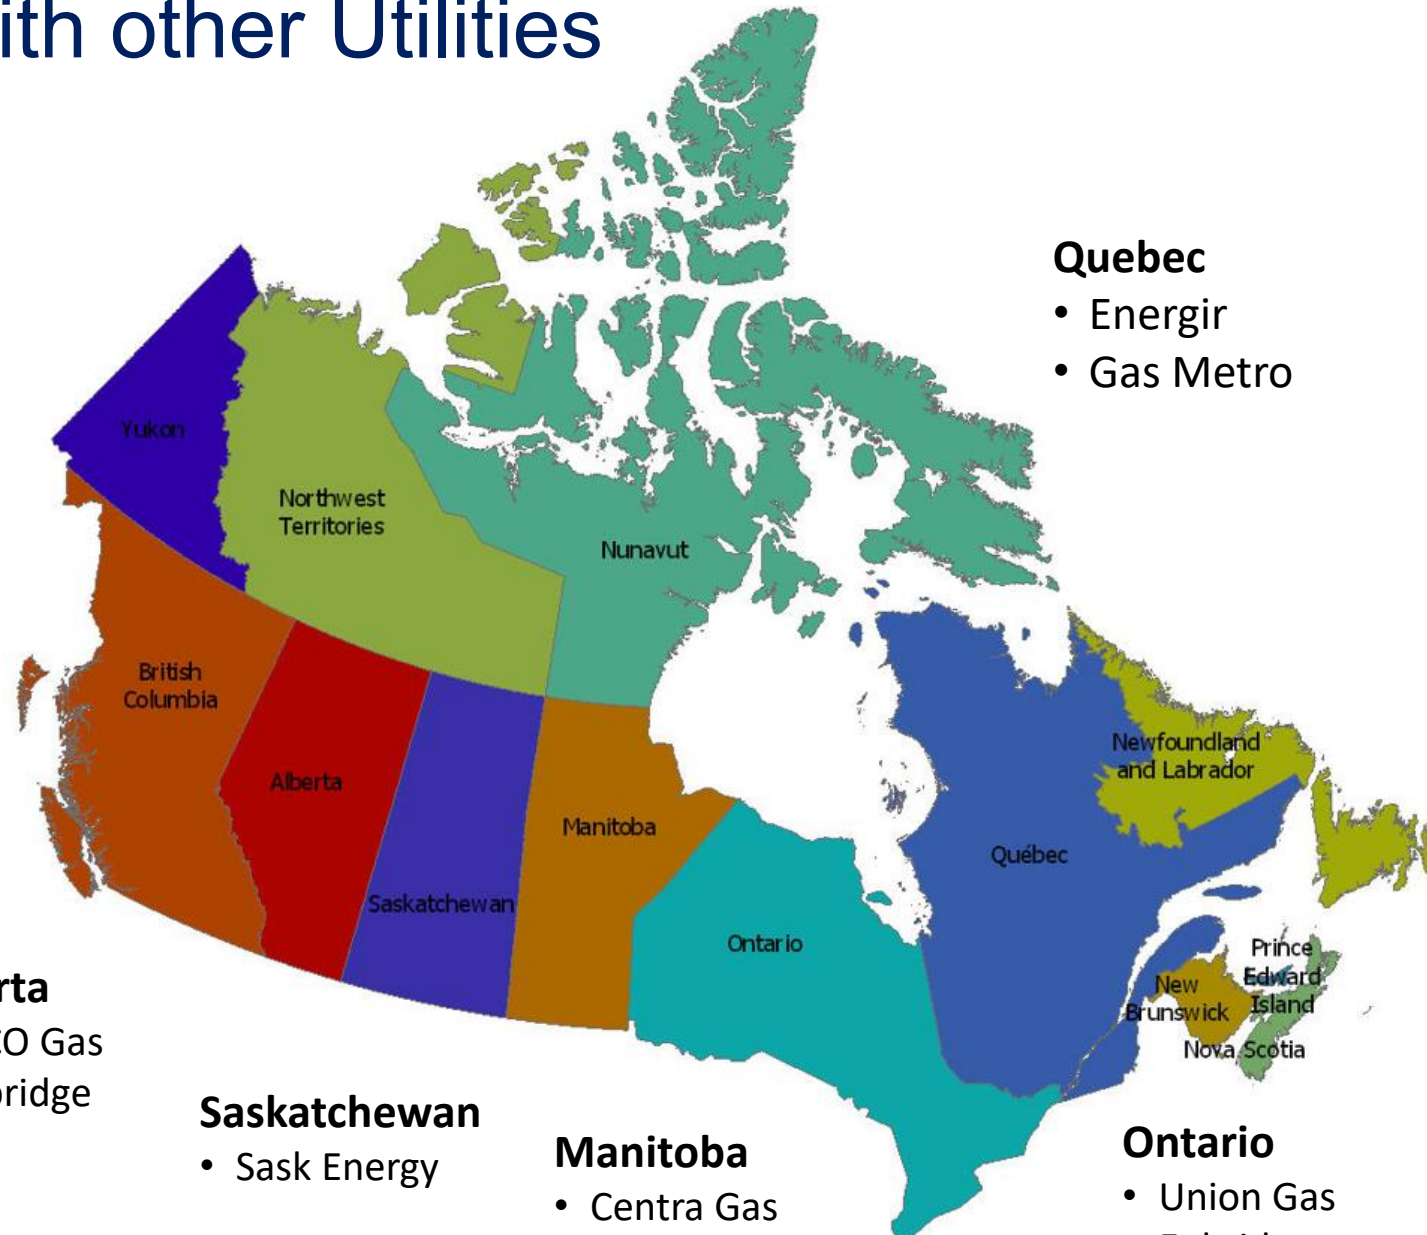 ith other Utilities
Quebec
• Energir
• Gas Metro
Yukon
Northwest
Territories
Nunavut
British
Columbia
Alberta
Saskatchewan
Manitoba
Ontario
Québec
Newfoundland
and Labrador
Prince
Edward
Island
New
Brunswick
Nova Scotia
rta
O Gas
ridge
Saskatchewan
• Sask Energy
Manitoba
• Centra Gas
Ontario
• Union Gas